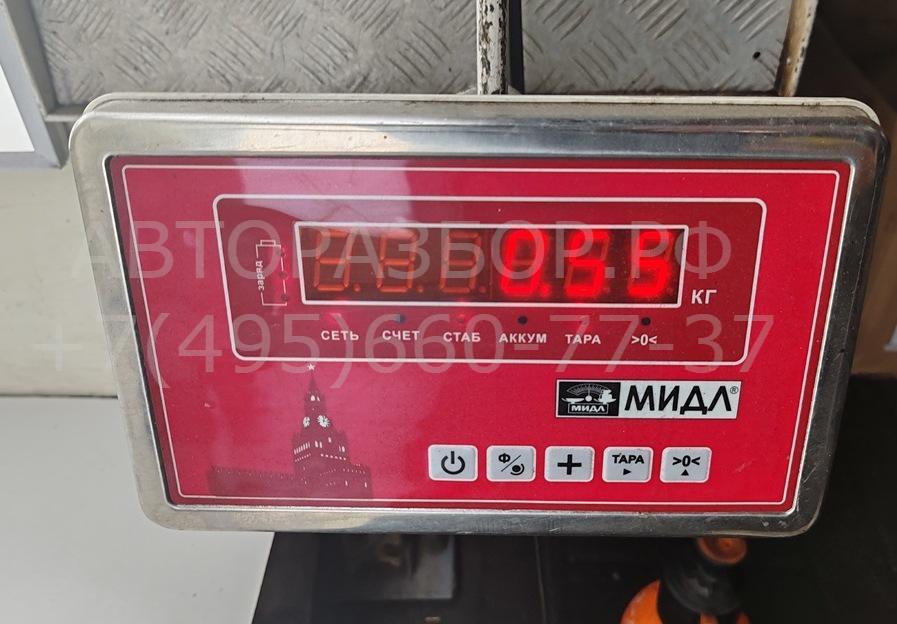 АВТОРАЗБОР.РФ
заряд
0.55
кг
+7(495)660-77-37
СЕТЬ СЧЕТ СТАБ АККУМ ТАРА >0<
МИДЛ МИДЛ®
Ф ТАРА >0<